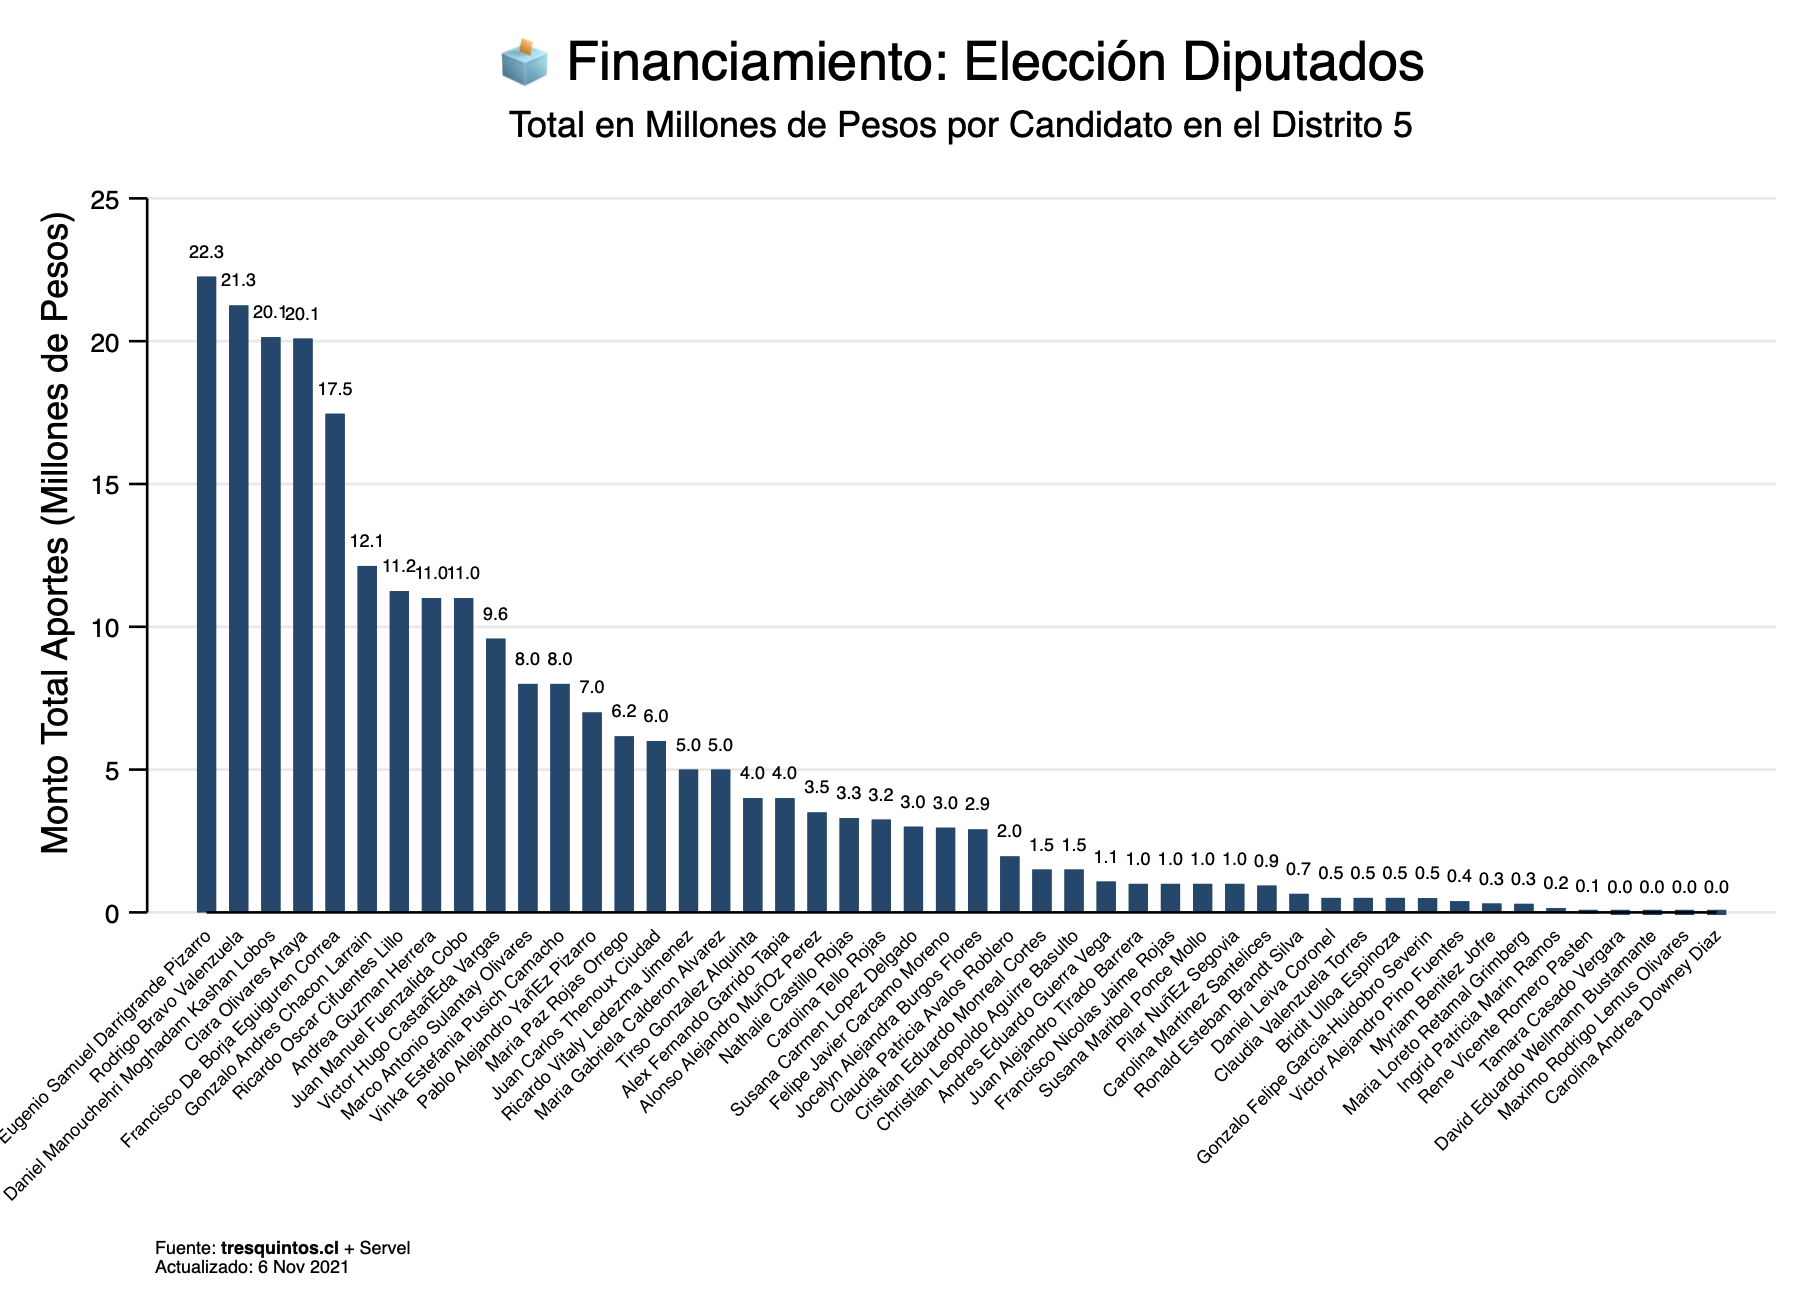 Financiamiento: Elección Diputados
Total en Millones de Pesos por Candidato en el Distrito 5
Monto Total Aportes (Millones de Pesos)
25
20
15
10
5
0
22.3
21.3
20.1
20.1
17.5
12.1
11.2
11.0
11.0
9.6
8.0
8.0
7.0
6.2
6.0
5.0
5.0
4.0
4.0
3.5
3.3
3.2
3.0
3.0
2.9
2.0
1.5
1.5
1.1
1.0
1.0
1.0
1.0
0.9
0.7
0.5
0.5
0.5
0.5
0.4
0.3
0.3
0.2
0.1
0.0
0.0
0.0
0.0
Eugenio Samuel Darrigrande Pizarro
Rodrigo Bravo Valenzuela
Daniel Manouchehri Moghadam Kashan Lobos
Clara Olivares Araya
Francisco De Borja Eguiguren Correa
Gonzalo Andres Chacon Larrain
Ricardo Oscar Cifuentes Lillo
Andrea Guzman Herrera
Juan Manuel Fuenzalida Cobo
Victor Hugo CastañEda Vargas
Marco Antonio Sulantay Olivares
Vinka Estefania Pusich Camacho
Pablo Alejandro YañEz Pizarro
Maria Paz Rojas Orrego
Juan Carlos Thenoux Ciudad
Ricardo Vitaly Ledezma Jimenez
Maria Gabriela Calderon Alvarez
Tirso Gonzalez Alquinta
Alex Fernando Garrido Tapia
Alonso Alejandro MuñOz Perez
Nathalie Castillo Rojas
Carolina Tello Rojas
Susana Carmen Lopez Delgado
Felipe Javier Carcamo Moreno
Jocelyn Alejandra Burgos Flores
Claudia Patricia Avalos Roblero
Cristian Eduardo Monreal Cortes
Christian Leopoldo Aguirre Basulto
Andres Eduardo Guerra Vega
Juan Alejandro Tirado Barrera
Francisco Nicolas Jaime Rojas
Susana Maribel Ponce Mollo
Pilar NuñEz Segovia
Carolina Martinez Santelices
Ronald Esteban Brandt Silva
Daniel Leiva Coronel
Claudia Valenzuela Torres
Bridit Ulloa Espinoza
Gonzalo Felipe Garcia-Huidobro Severin
Victor Alejandro Pino Fuentes
Myriam Benitez Jofre
Maria Loreto Retamal Grimberg
Ingrid Patricia Marin Ramos
Rene Vicente Romero Pasten
Tamara Casado Vergara
David Eduardo Wellmann Bustamante
Maximo Rodrigo Lemus Olivares
Carolina Andrea Downey Diaz
Fuente: tresquintos.cl + Servel
Actualizado: 6 Nov 2021